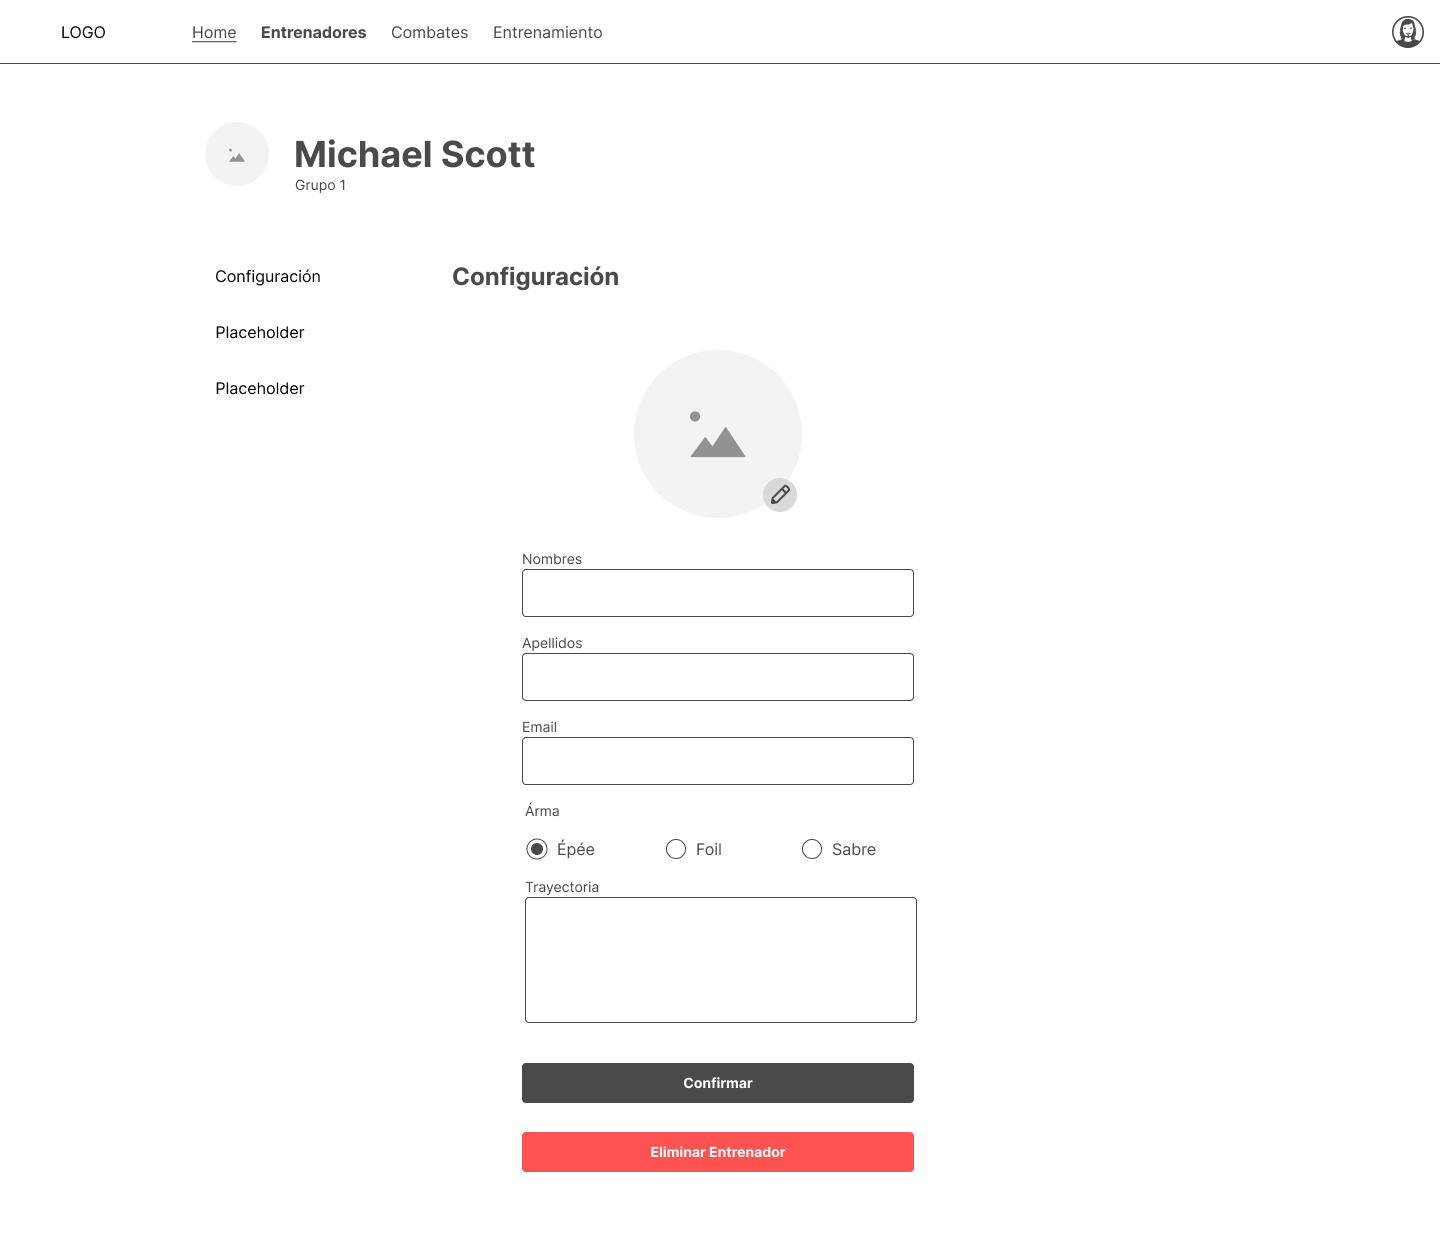 LOGO Home Entrenadores Combates Entrenamiento
Michael Scott
Grupo 1
Configuración
Placeholder
Placeholder
Configuración
Nombres
Apellidos
Email
Árma
Épée Foil Sabre
Trayectoria
Confirmar
Eliminar Entrenador